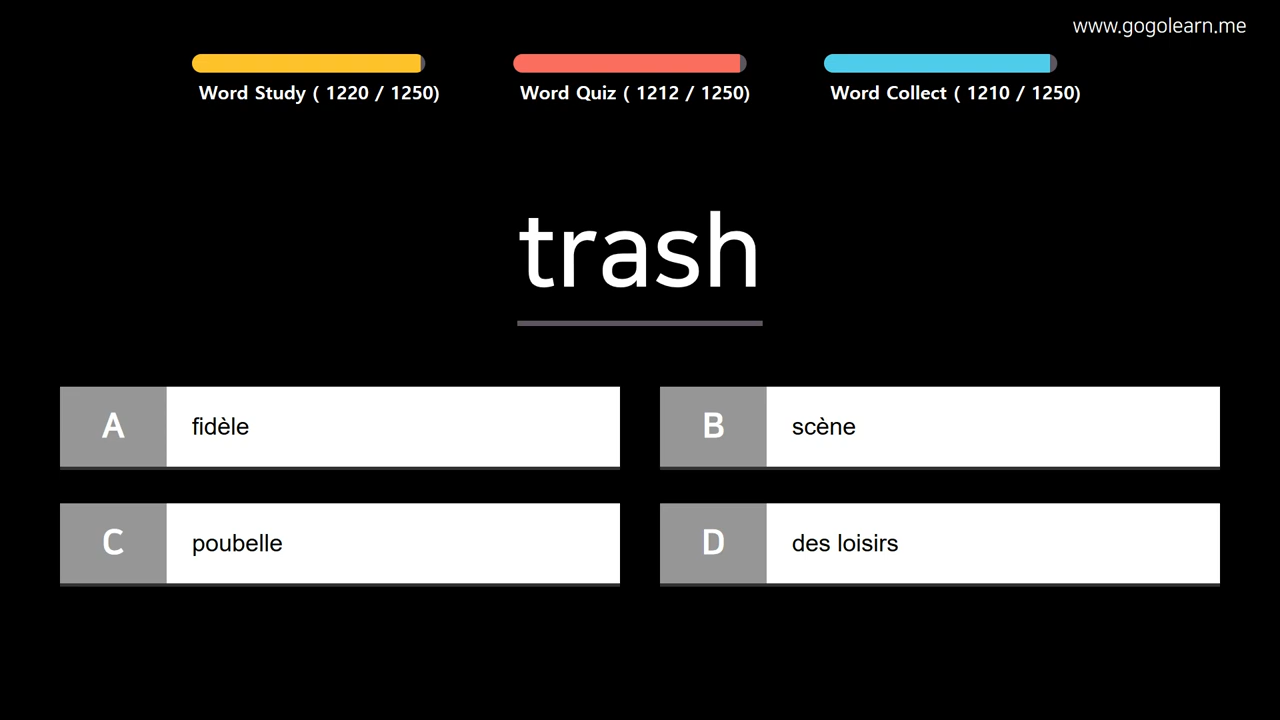 www.gogolearn.me
Word Study ( 1220 / 1250)
Word Quiz ( 1212 / 1250)
Word Collect ( 1210 / 1250)
trash
A fidèle
B scène
C poubelle
D des loisirs